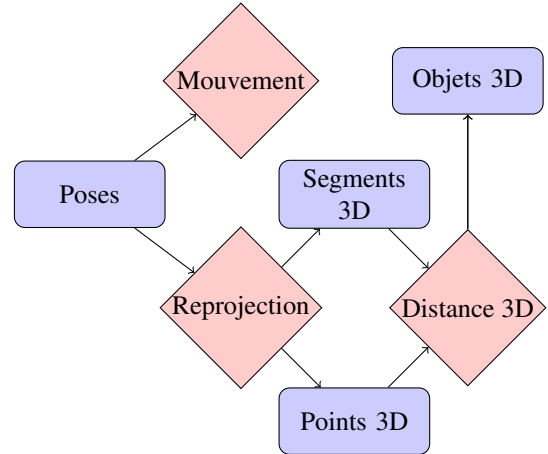 Mouvement
Objets 3D
Poses
Segments
3D
Reprojection
Distance 3D
Points 3D